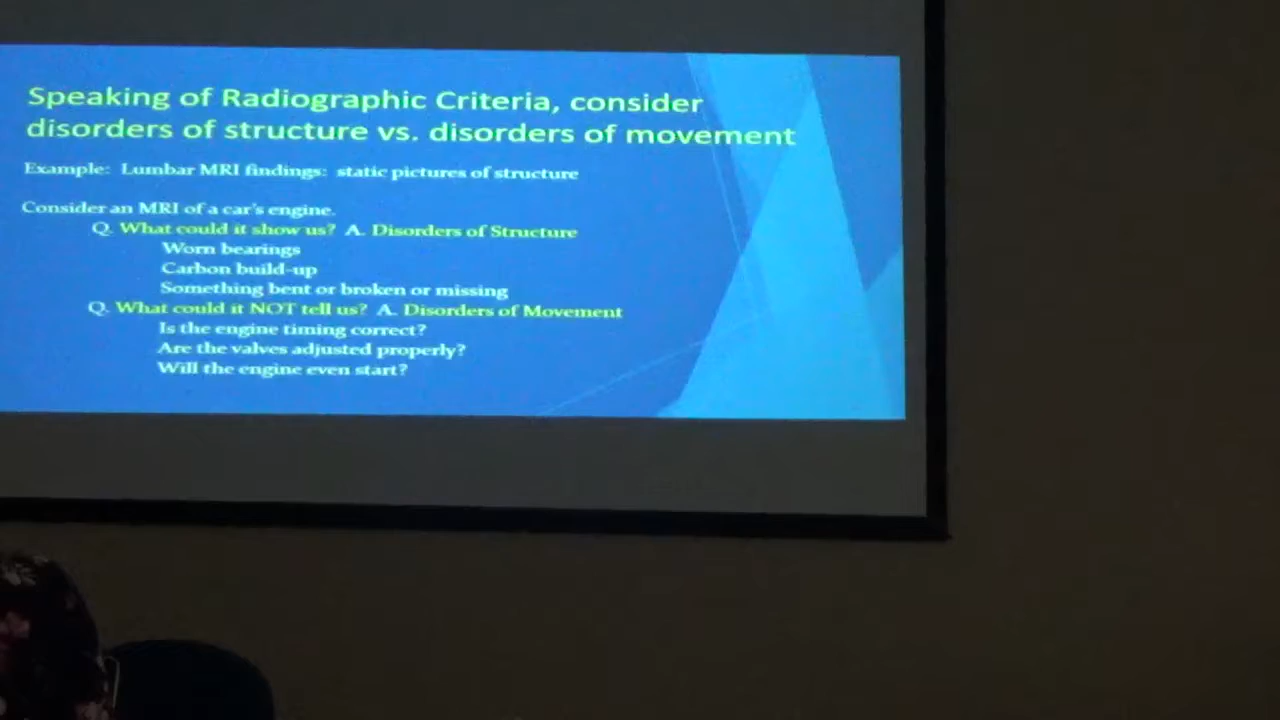 Speaking of Radiographic Criteria, consider
disorders of structure vs. disorders of movement
Example: Lumbar MRI findings: static pictures of structure
Consider an MRI of a car's engine.
Q. What could it show us? A. Disorders of Structure
Worn bearings
Carbon build-up
Something bent or broken or missing
Q. What could it NOT tell us? A. Disorders of Movement
Is the engine timing correct?
Are the valves adjusted properly?
Will the engine even start?